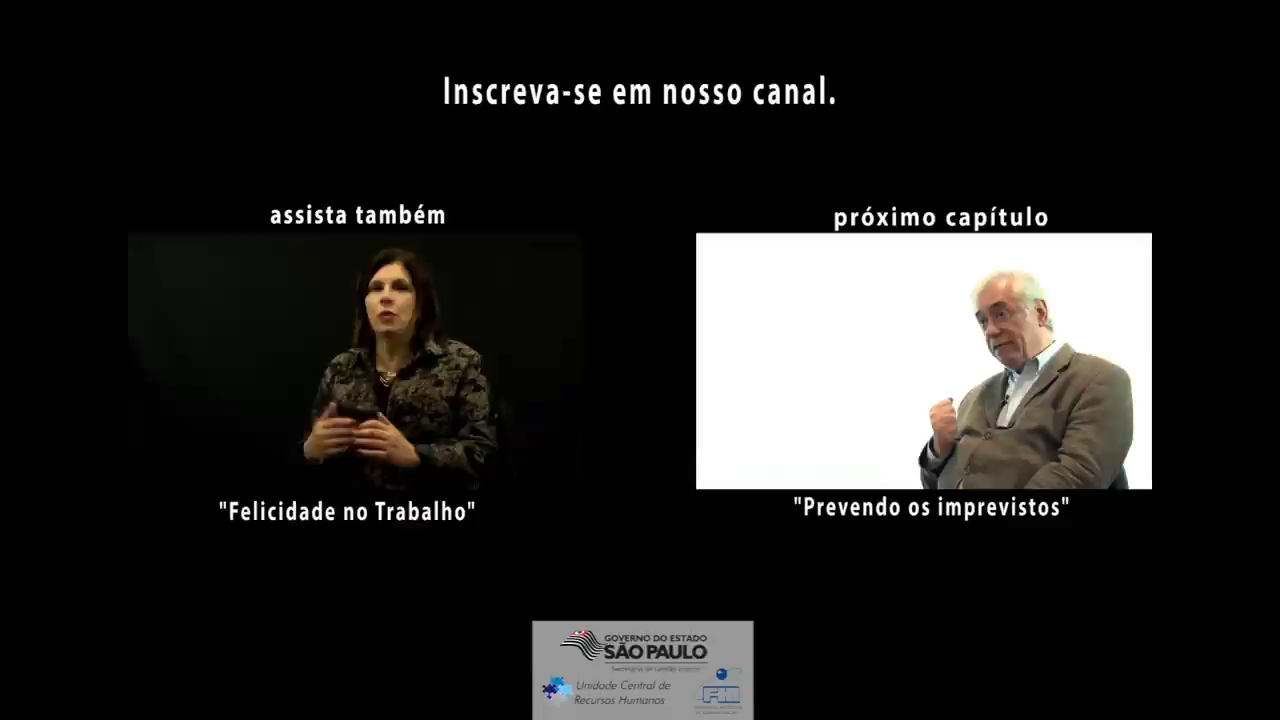 Inscreva-se em nosso canal.
assista também
próximo capítulo
"Felicidade no Trabalho"
"Prevendo os imprevistos"
GOVERNO DO ESTADO
SÃO PAULO
Unidade Central de
Recursos Humanos